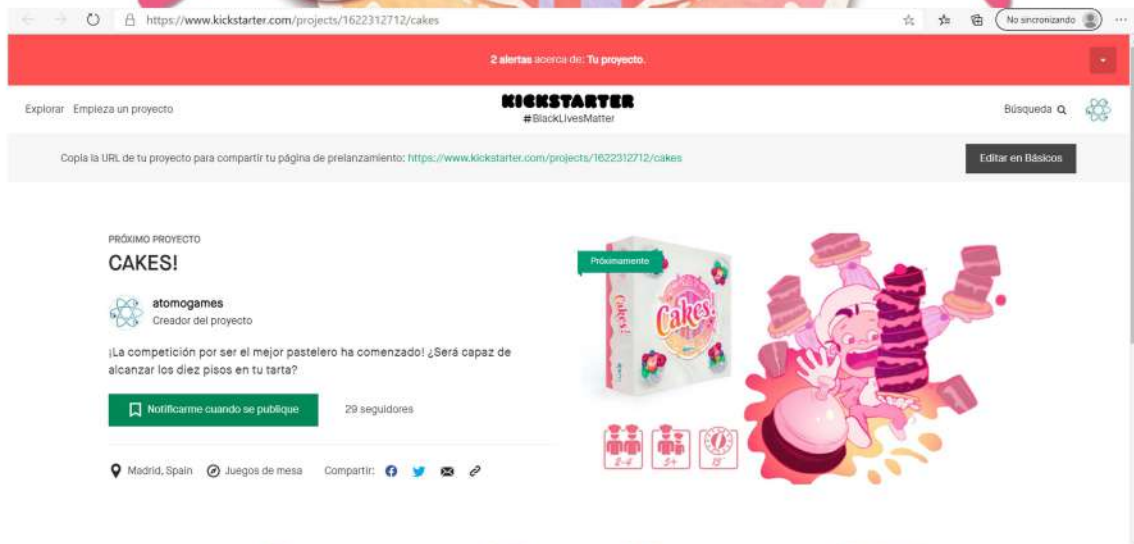 https://www.kickstarter.com/projects/1622312712/cakes
No sincronizando
2 alertas acerca de: Tu proyecto.
Explorar Empieza un proyecto
KICKSTARTER
#BlackLivesMatter
Búsqueda
Copia la URL de tu proyecto para compartir tu página de prelanzamiento: https://www.kickstarter.com/projects/1622312712/cakes
Editar en Básicos
PRÓXIMO PROYECTO
CAKES!
atomogames
Creador del proyecto
¡La competición por ser el mejor pastelero ha comenzado! ¿Será capaz de
alcanzar los diez pisos en tu tarta?
Notificarme cuando se publique
29 seguidores
Madrid, Spain Juegos de mesa Compartir:
Próximamente
Cakes!
Cakes!
2-4
15'